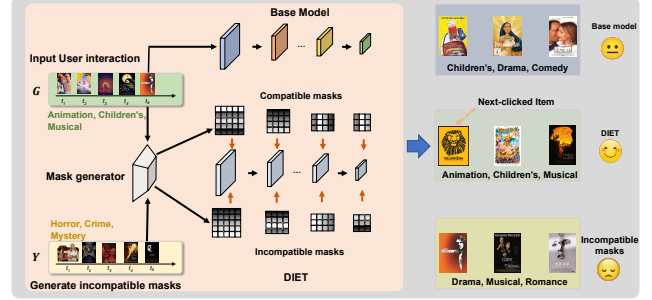 Base Model
Input User interaction
G
t1 t2 t3 t4 t5
Animation, Children's,
Musical
Compatible masks
...
Mask generator
...
Horror, Crime,
Mystery
Y
t1 t2 t3 t4 t5
Generate incompatible masks
Incompatible masks
DIET
Base model
Children's, Drama, Comedy
Next-clicked Item
DIET
Animation, Children's, Musical
Incompatible
masks
Drama, Musical, Romance